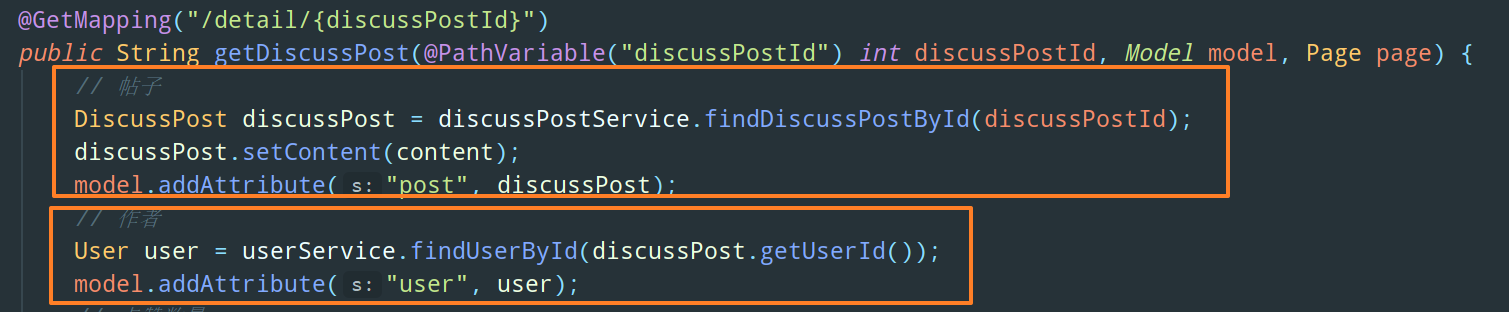 @GetMapping("/detail/{discussPostId}")
public String getDiscussPost(@PathVariable("discussPostId") int discussPostId, Model model, Page page) {
// 帖子
DiscussPost discussPost = discussPostService.findDiscussPostById(discussPostId);
discussPost.setContent(content);
model.addAttribute( s: "post", discussPost);
// 作者
User user = userService.findUserById(discussPost.getUserId());
model.addAttribute( s: "user", user);